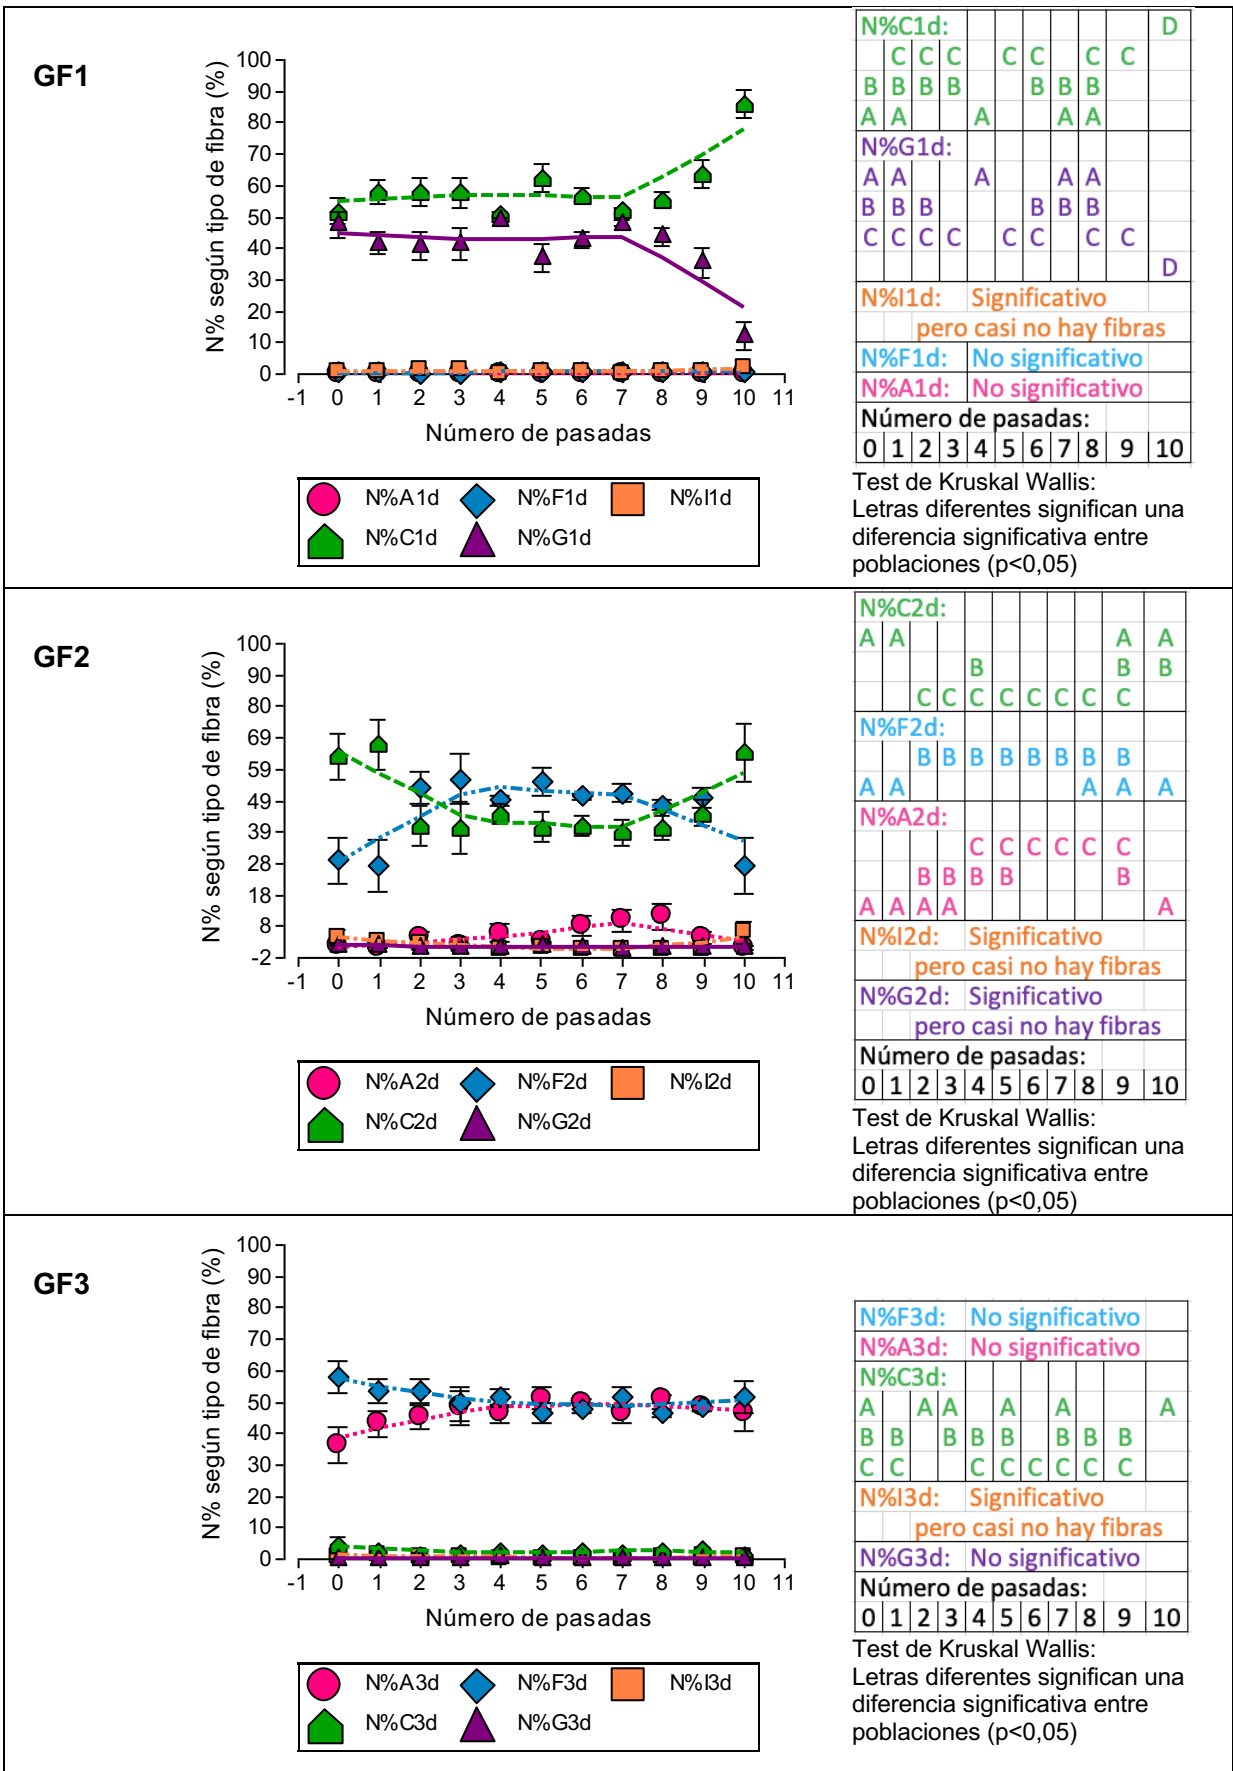 GF1
N% según tipo de fibra (%)
100
90
80
70
60
50
40
30
20
10
0
-1 0 1 2 3 4 5 6 7 8 9 10 11
Número de pasadas
N%A1d N%F1d N%I1d
N%C1d N%G1d
N%C1d: D
C C C C C C C
B B B B B B B
A A A A A
N%G1d:
A A A A A
B B B B B B
C C C C C C C C
D
N%I1d: Significativo
pero casi no hay fibras
N%F1d: No significativo
N%A1d: No significativo
Número de pasadas:
0 1 2 3 4 5 6 7 8 9 10
Test de Kruskal Wallis:
Letras diferentes significan una
diferencia significativa entre
poblaciones (p<0,05)
GF2
N% según tipo de fibra (%)
100
90
80
69
59
49
39
28
18
8
-2
-1 0 1 2 3 4 5 6 7 8 9 10 11
Número de pasadas
N%A2d N%F2d N%I2d
N%C2d N%G2d
N%C2d:
A A A A
B B B
C C C C C C C C
N%F2d:
B B B B B B B B
A A A A A
N%A2d:
C C C C C C
B B B B B
A A A A A
N%I2d: Significativo
pero casi no hay fibras
N%G2d: Significativo
pero casi no hay fibras
Número de pasadas:
0 1 2 3 4 5 6 7 8 9 10
Test de Kruskal Wallis:
Letras diferentes significan una
diferencia significativa entre
poblaciones (p<0,05)
GF3
N% según tipo de fibra (%)
100
90
80
70
60
50
40
30
20
10
0
-1 0 1 2 3 4 5 6 7 8 9 10 11
Número de pasadas
N%A3d N%F3d N%I3d
N%C3d N%G3d
N%F3d: No significativo
N%A3d: No significativo
N%C3d:
A A A A A A
B B B B B B B B
C C C C C C C C
N%I3d: Significativo
pero casi no hay fibras
N%G3d: No significativo
Número de pasadas:
0 1 2 3 4 5 6 7 8 9 10
Test de Kruskal Wallis:
Letras diferentes significan una
diferencia significativa entre
poblaciones (p<0,05)